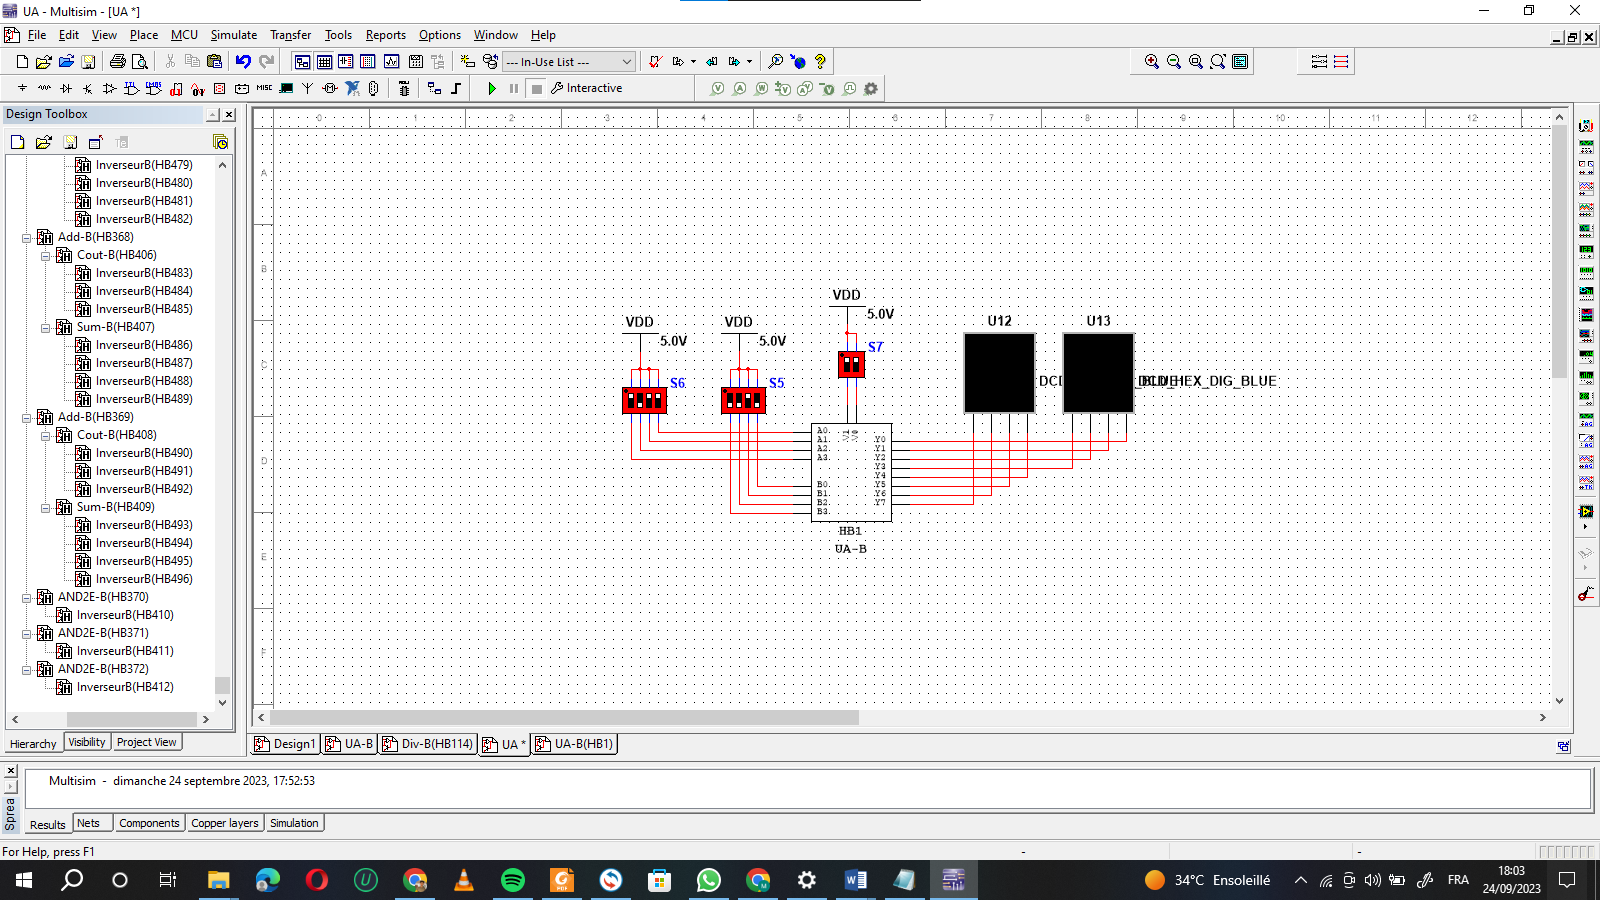 UA - Multisim - [UA *]
File Edit View Place MCU Simulate Transfer Tools Reports Options Window Help
--- In-Use List ---
MISC
Interactive
Design Toolbox
InverseurB(HB479)
InverseurB(HB480)
InverseurB(HB481)
InverseurB(HB482)
Add-B(HB368)
Cout-B(HB406)
InverseurB(HB483)
InverseurB(HB484)
InverseurB(HB485)
Sum-B(HB407)
InverseurB(HB486)
InverseurB(HB487)
InverseurB(HB488)
InverseurB(HB489)
Add-B(HB369)
Cout-B(HB408)
InverseurB(HB490)
InverseurB(HB491)
InverseurB(HB492)
Sum-B(HB409)
InverseurB(HB493)
InverseurB(HB494)
InverseurB(HB495)
InverseurB(HB496)
AND2E-B(HB370)
InverseurB(HB410)
AND2E-B(HB371)
InverseurB(HB411)
AND2E-B(HB372)
InverseurB(HB412)
Hierarchy Visibility Project View
0 1 2 3 4 5 6 7 8 9 10 11 12
A
B
C
D
E
F
VDD
5.0V
S6
VDD
5.0V
S5
VDD
5.0V
S7
U12
U13
DCD_HEX_DIG_BLUE
V1 V0
A0 Y0
A1 Y1
A2 Y2
A3 Y3
Y4
B0 Y5
B1 Y6
B2 Y7
B3
HB1
UA-B
Design1 UA-B Div-B(HB114) UA * UA-B(HB1)
Multisim - dimanche 24 septembre 2023, 17:52:53
Sprea
Results Nets Components Copper layers Simulation
For Help, press F1
- -
34°C Ensoleillé
FRA
18:03
24/09/2023